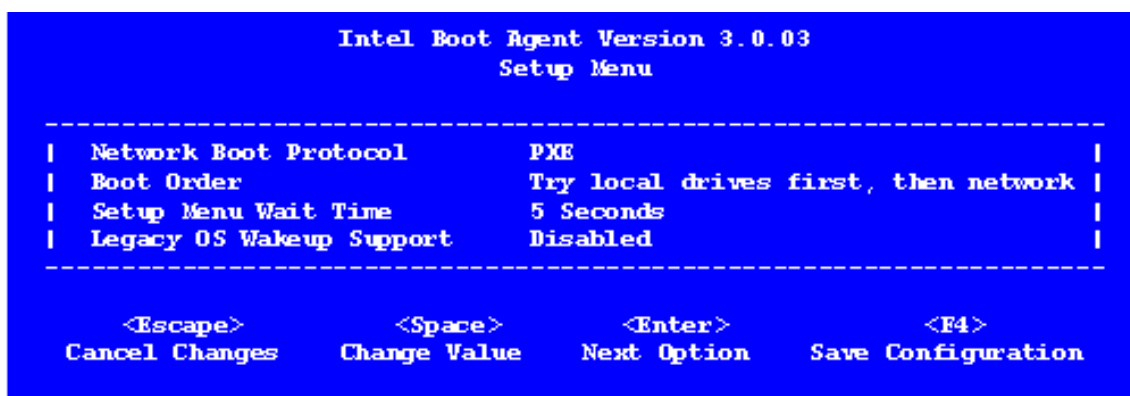 Intel Boot Agent Version 3.0.03
Setup Menu
Network Boot Protocol PXE
Boot Order Try local drives first, then network
Setup Menu Wait Time 5 Seconds
Legacy OS Wakeup Support Disabled
<Escape> <Space> <Enter> <F4>
Cancel Changes Change Value Next Option Save Configuration